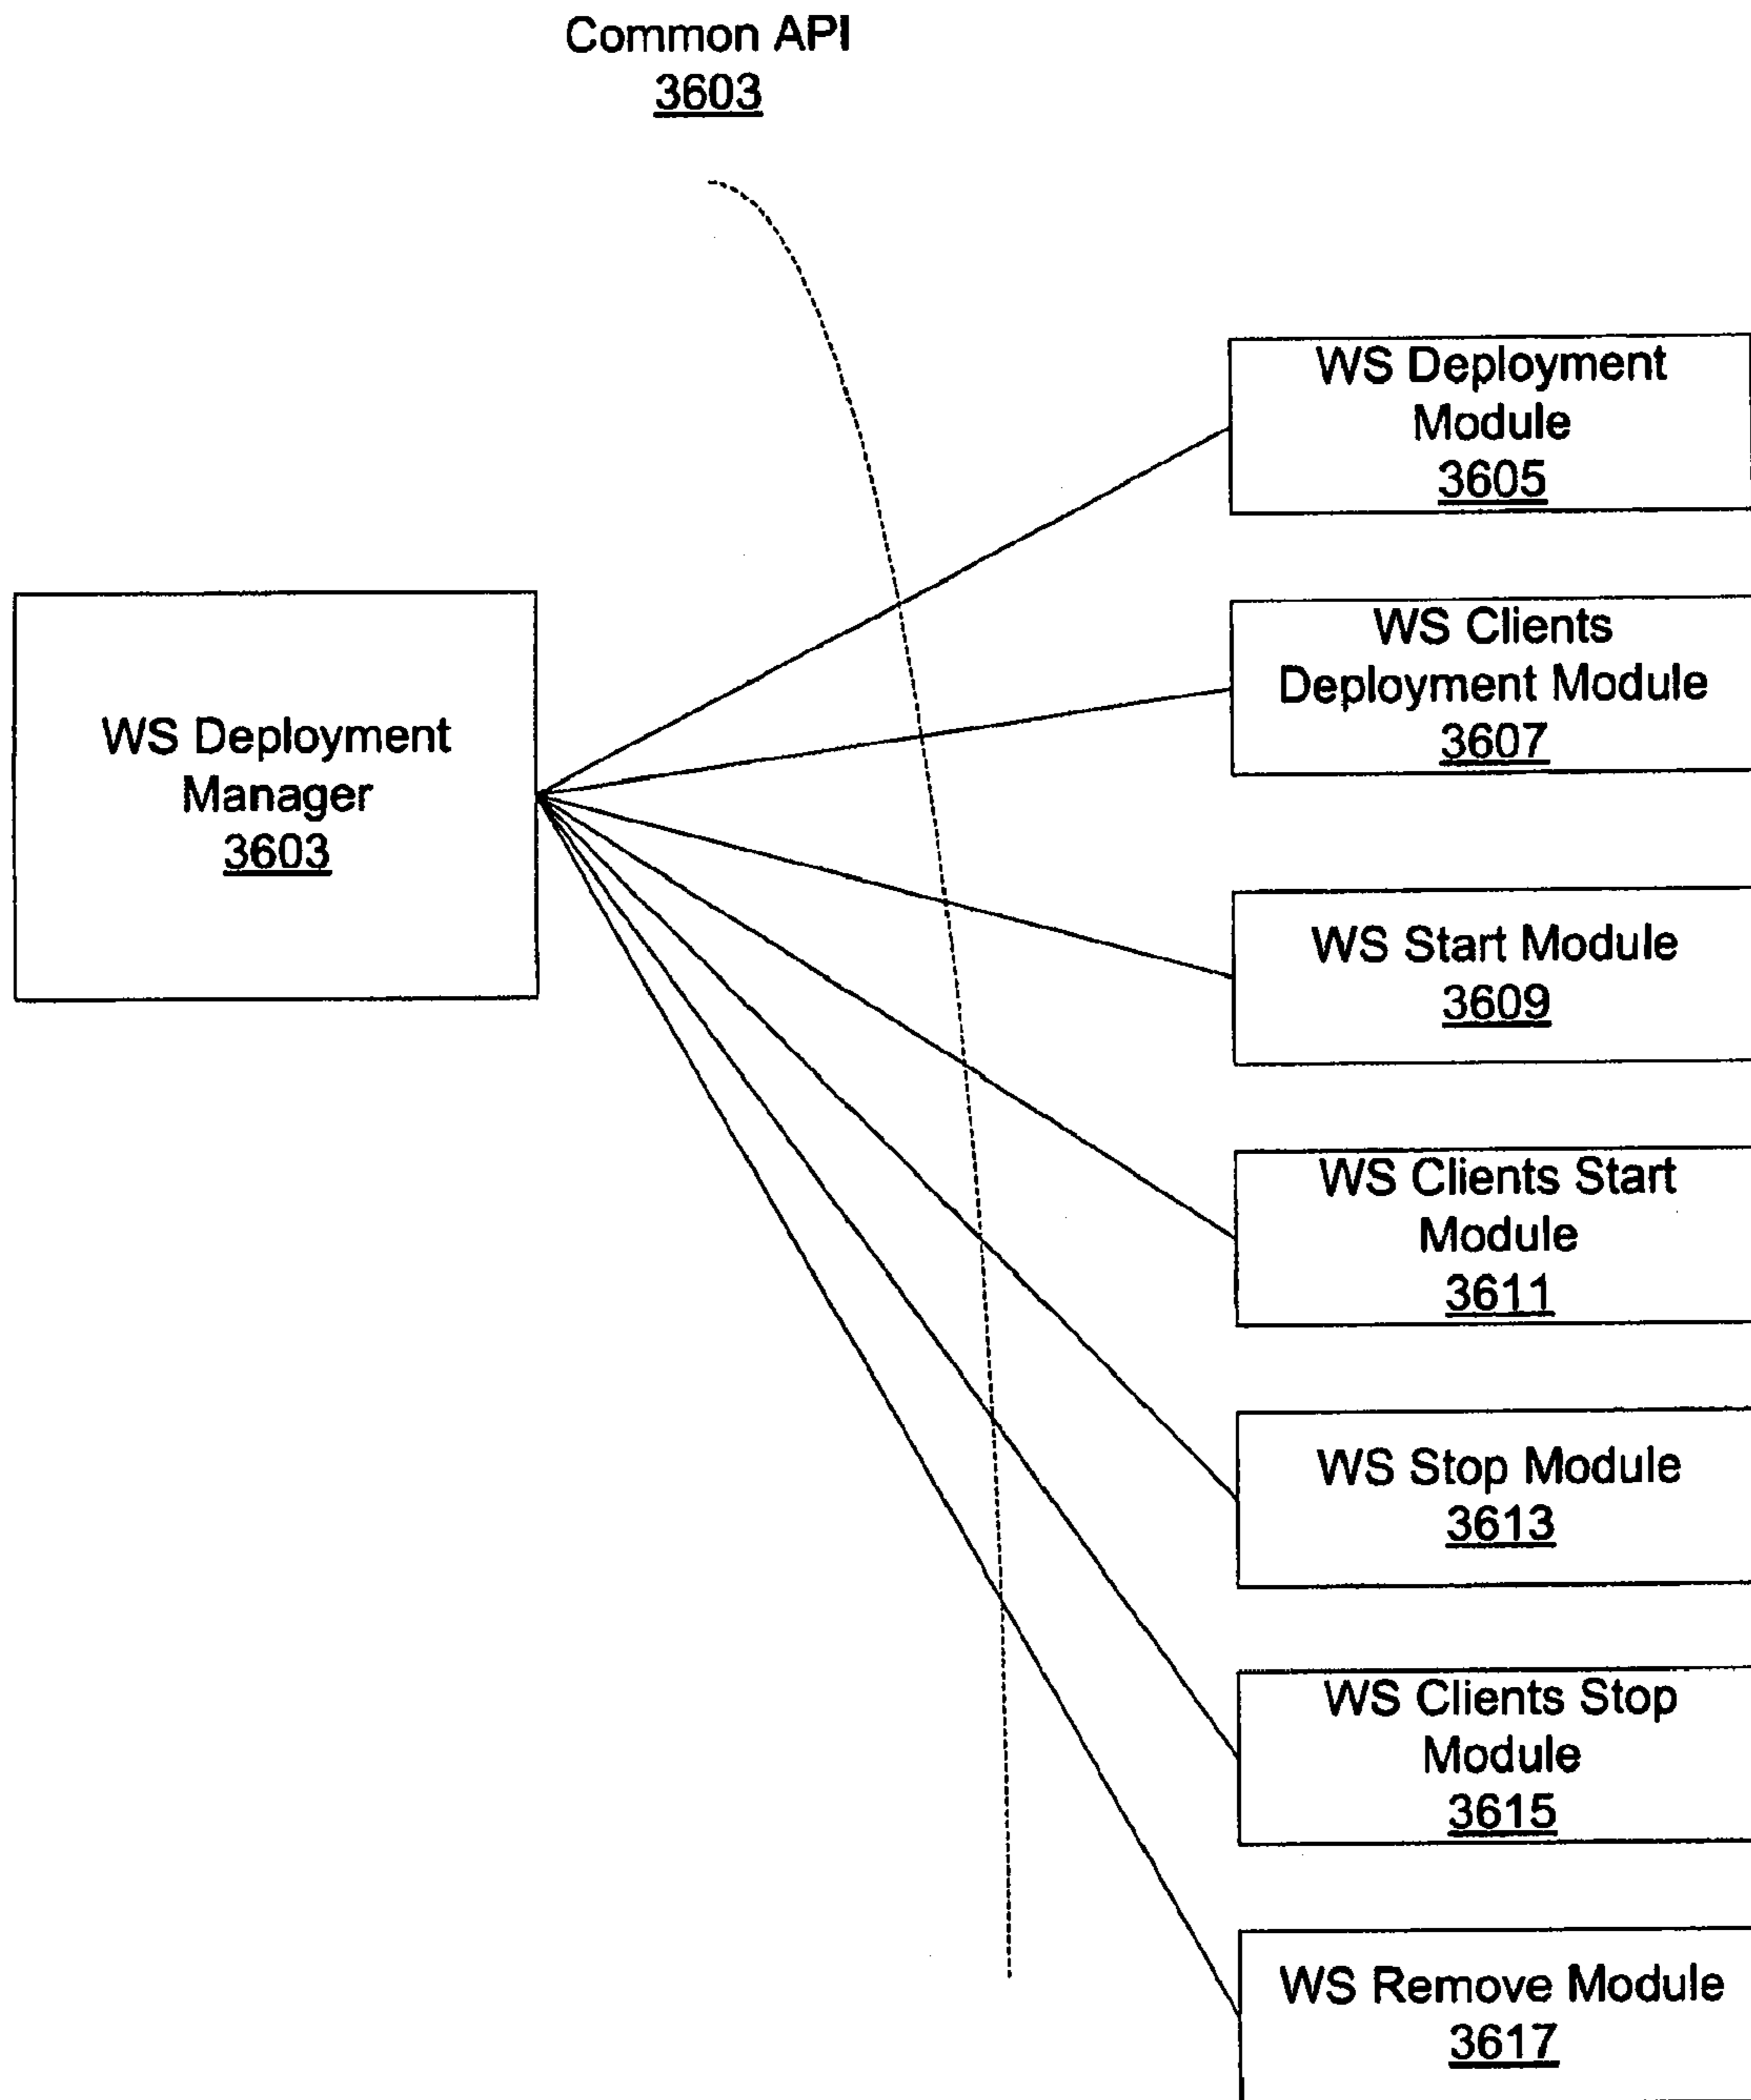 Common API
3603
WS Deployment
Module
3605
WS Clients
Deployment Module
3607
WS Deployment
Manager
3603
WS Start Module
3609
WS Clients Start
Module
3611
WS Stop Module
3613
WS Clients Stop
Module
3615
WS Remove Module
3617